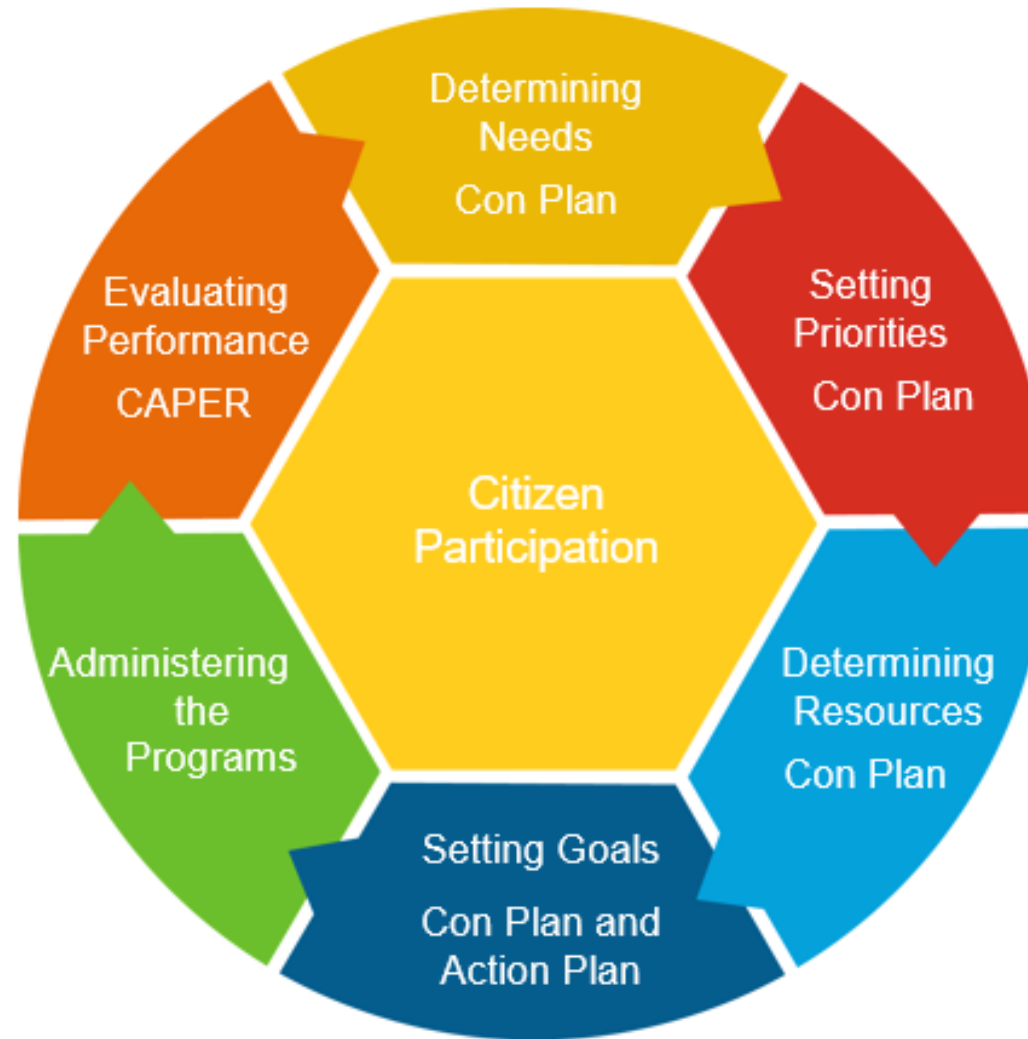 Determining
Needs
Con Plan
Setting
Priorities
Con Plan
Determining
Resources
Con Plan
Setting Goals
Con Plan and
Action Plan
Administering
the
Programs
Evaluating
Performance
CAPER
Citizen
Participation